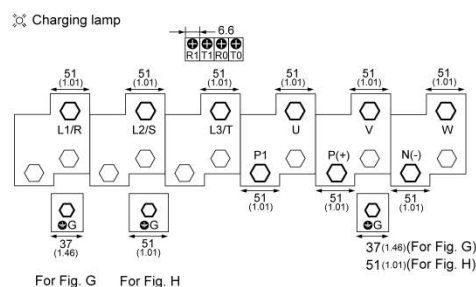 Charging lamp
6.6
R1 T1 R0 T0
51 51 51 51 51 51
(1.01) (1.01) (1.01) (1.01) (1.01) (1.01)
L1/R L2/S L3/T U V W
P1 P(+) N(-)
51 51 51
(1.01) (1.01) (1.01)
G G G
37 51 37(1.46)(For Fig. G)
(1.46) (1.01) 51(1.01)(For Fig. H)
For Fig. G For Fig. H